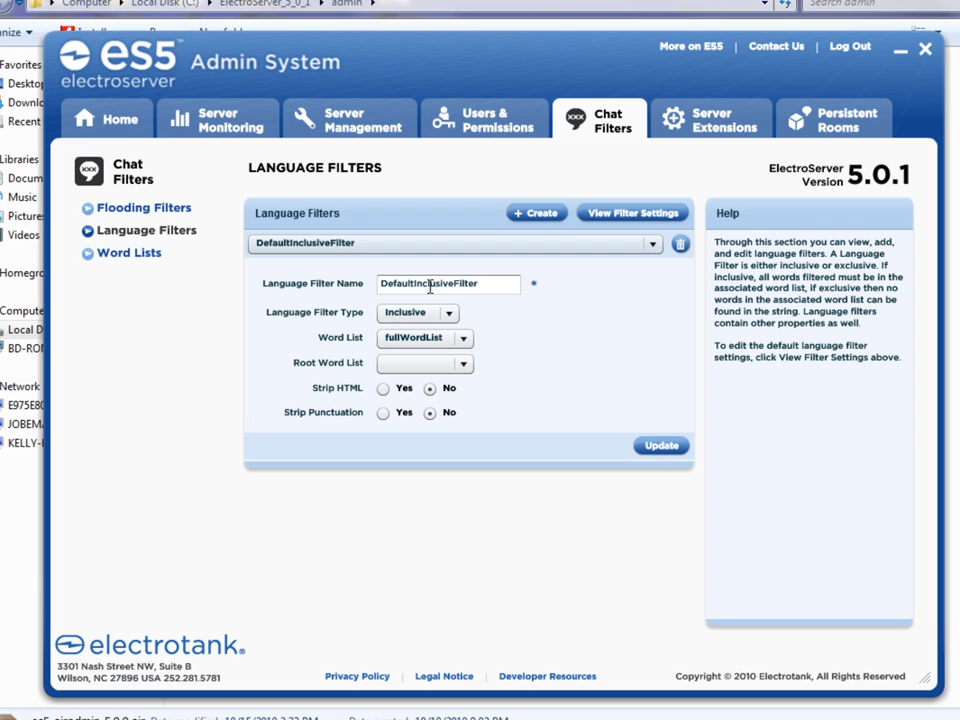 Computer ▸ Local Disk (C:) ▸ ElectroServer_5_0_1 ▸ admin ▸
Search admin
nize
Favorites
Deskto
Downlo
Recent
Libraries
Docum
Music
Pictures
Videos
Homegro
Compute
Local D
BD-RO
Network
E975E80
JOBEM
KELLY-
es5™
electroserver
Admin System
More on ES5 | Contact Us | Log Out
Home
Server Monitoring
Server Management
Users & Permissions
Chat Filters
Server Extensions
Persistent Rooms
xxx
Chat Filters
Flooding Filters
Language Filters
Word Lists
LANGUAGE FILTERS
ElectroServer Version 5.0.1
Language Filters
+ Create
View Filter Settings
DefaultInclusiveFilter
Language Filter Name DefaultInclusiveFilter *
Language Filter Type Inclusive
Word List fullWordList
Root Word List
Strip HTML Yes No
Strip Punctuation Yes No
Update
Help
Through this section you can view, add,
and edit language filters. A Language
Filter is either inclusive or exclusive. If
Inclusive, all words filtered must be in the
associated word list, if exclusive then no
words in the associated word list can be
found in the string. Language filters
contain other properties as well.
To edit the default language filter
settings, click View Filter Settings above.
electrotank®
3301 Nash Street NW, Suite B
Wilson, NC 27896 USA 252.281.5781
Privacy Policy | Legal Notice | Developer Resources
Copyright © 2010 Electrotank, All Rights Reserved